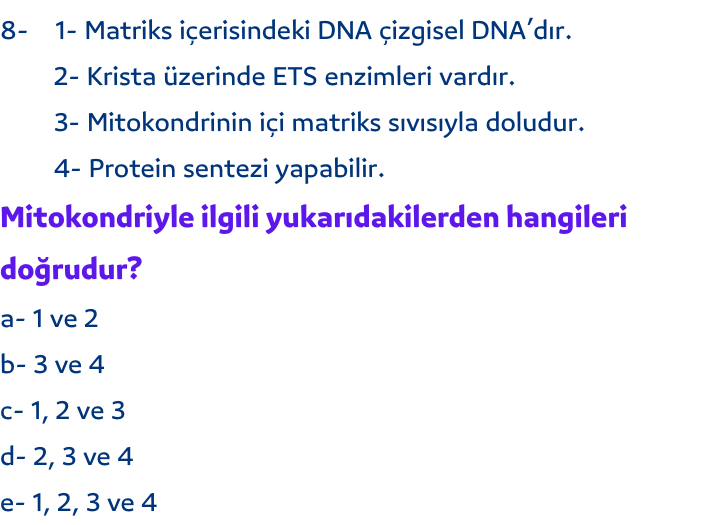 8- 1- Matriks içerisindeki DNA çizgisel DNA’dır.
2- Krista üzerinde ETS enzimleri vardır.
3- Mitokondrinin içi matriks sıvısıyla doludur.
4- Protein sentezi yapabilir.
Mitokondriyle ilgili yukarıdakilerden hangileri
doğrudur?
a- 1 ve 2
b- 3 ve 4
c- 1, 2 ve 3
d- 2, 3 ve 4
e- 1, 2, 3 ve 4